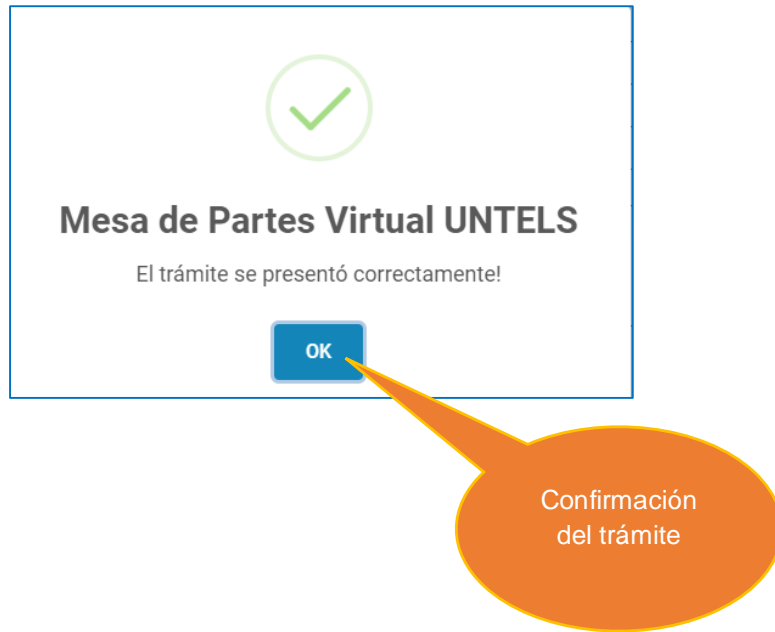 Mesa de Partes Virtual UNTELS
El trámite se presentó correctamente!
OK
Confirmación
del trámite